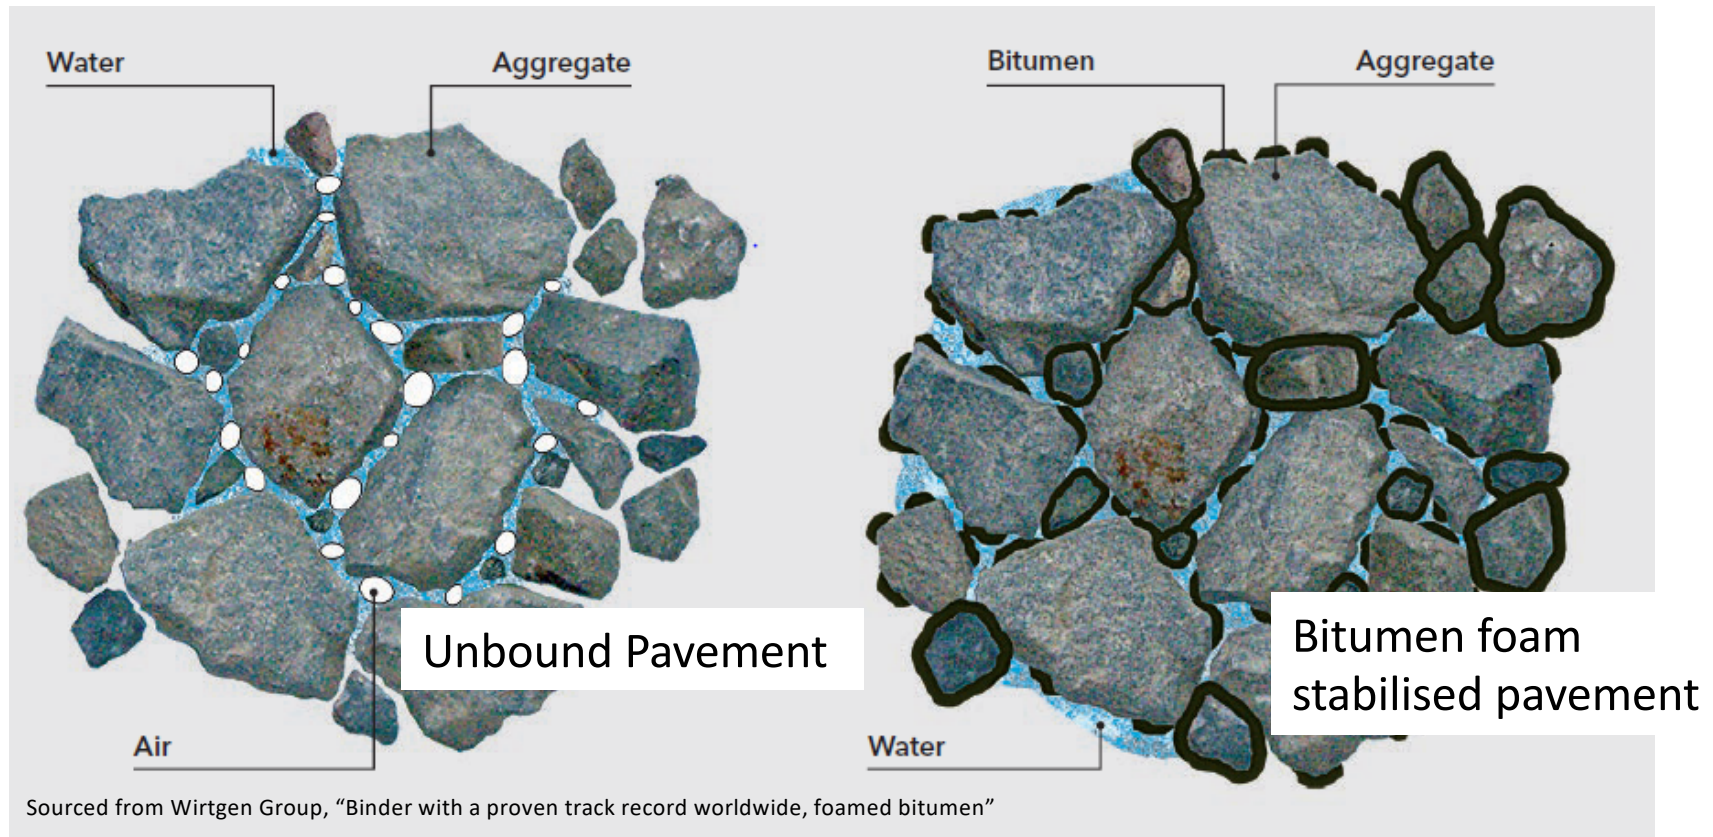 Water
Aggregate
Bitumen
Aggregate
Unbound Pavement
Bitumen foam
stabilised pavement
Air
Water
Sourced from Wirtgen Group, “Binder with a proven track record worldwide, foamed bitumen”